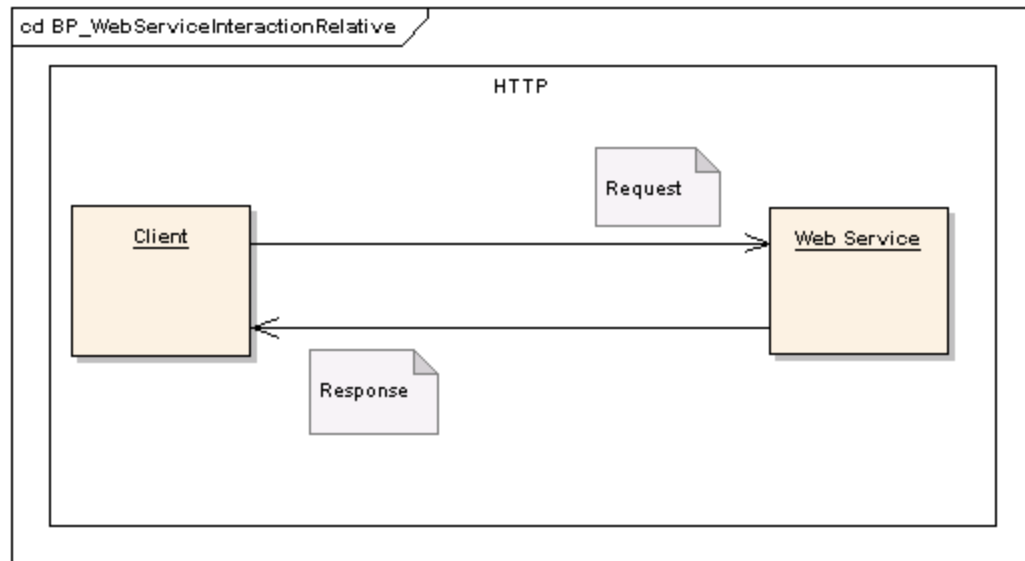 cd BP_WebServiceInteractionRelative
HTTP
Request
Client
Web Service
Response